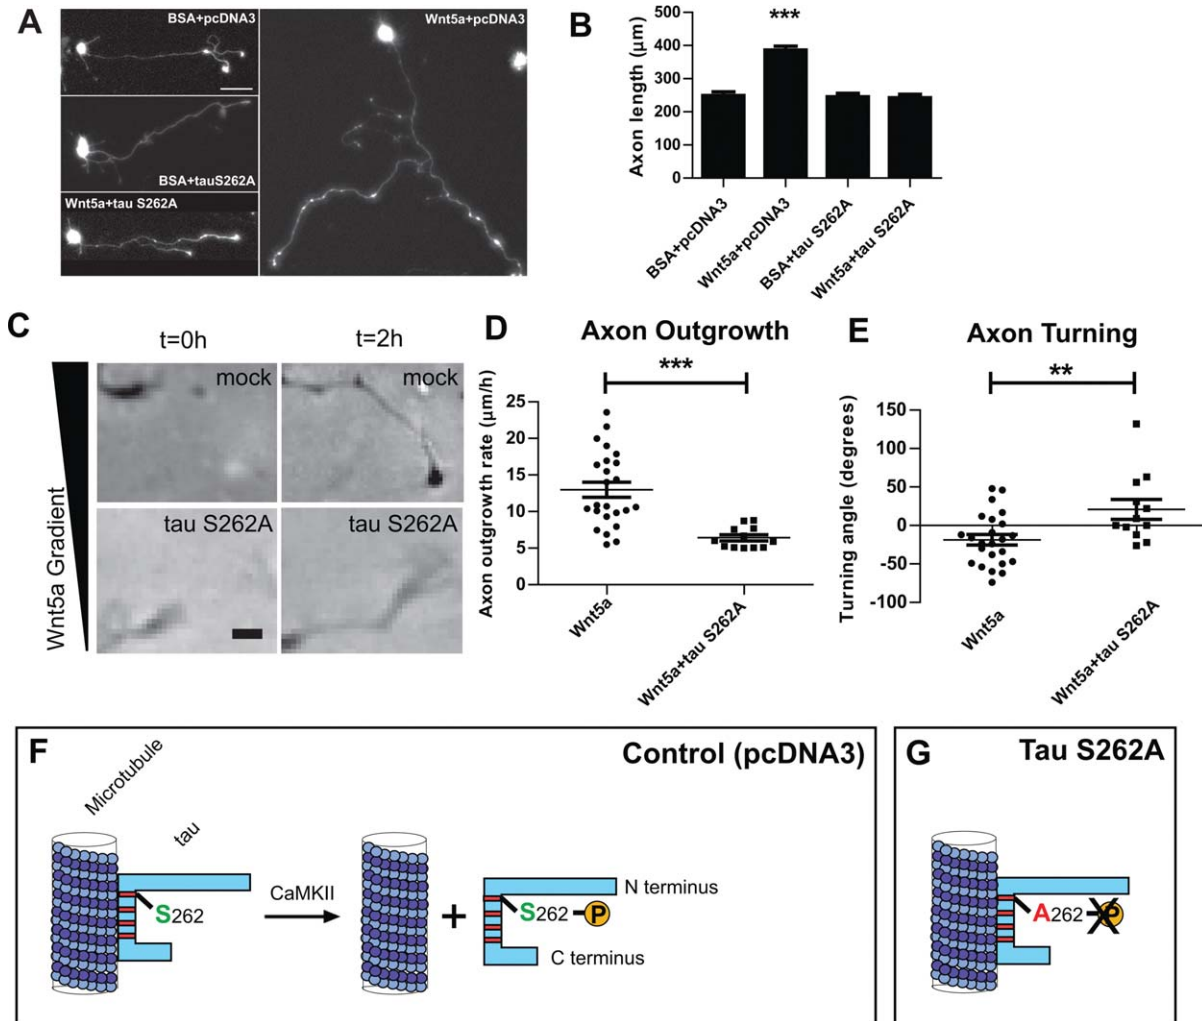 A
BSA+pcDNA3
BSA+tauS262A
Wnt5a+tau S262A
Wnt5a+pcDNA3
B
***
Axon length (µm)
500
400
300
200
100
0
BSA+pcDNA3
Wnt5a+pcDNA3
BSA+tau S262A
Wnt5a+tau S262A
C
t=0h
t=2h
Wnt5a Gradient
mock
mock
tau S262A
tau S262A
D
Axon Outgrowth
***
Axon outgrowth rate (µm/h)
25
20
15
10
5
0
Wnt5a
Wnt5a+tau S262A
E
Axon Turning
**
Turning angle (degrees)
150
100
50
0
-50
-100
Wnt5a
Wnt5a+tau S262A
F
Control (pcDNA3)
Microtubule
tau
S262
CaMKII
+
N terminus
S262
P
C terminus
G
Tau S262A
A262
P